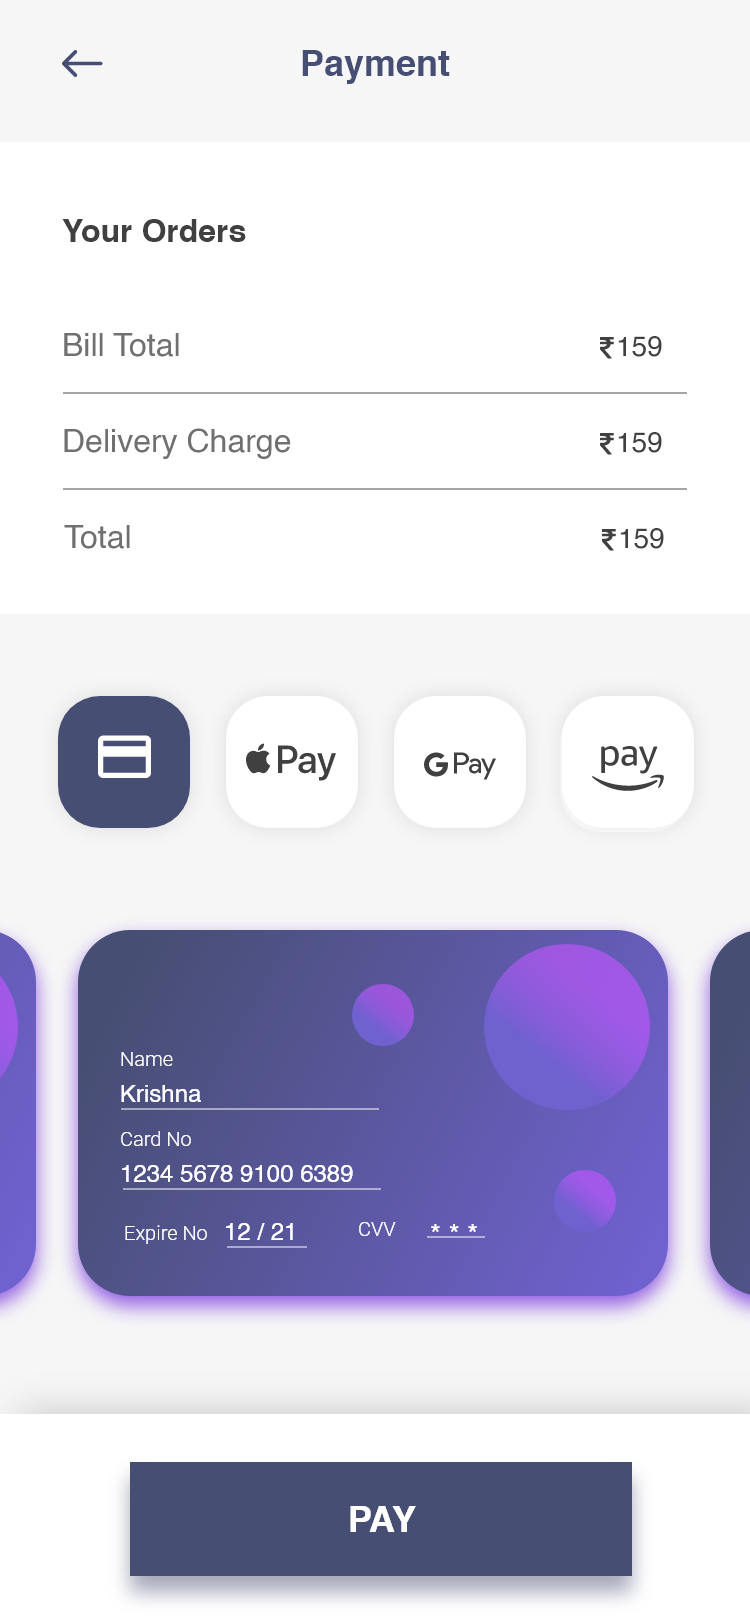 Payment
Your Orders
Bill Total ₹159
Delivery Charge ₹159
Total ₹159
Pay
G Pay
pay
Name
Krishna
Card No
1234 5678 9100 6389
Expire No 12 / 21 CVV * * *
PAY